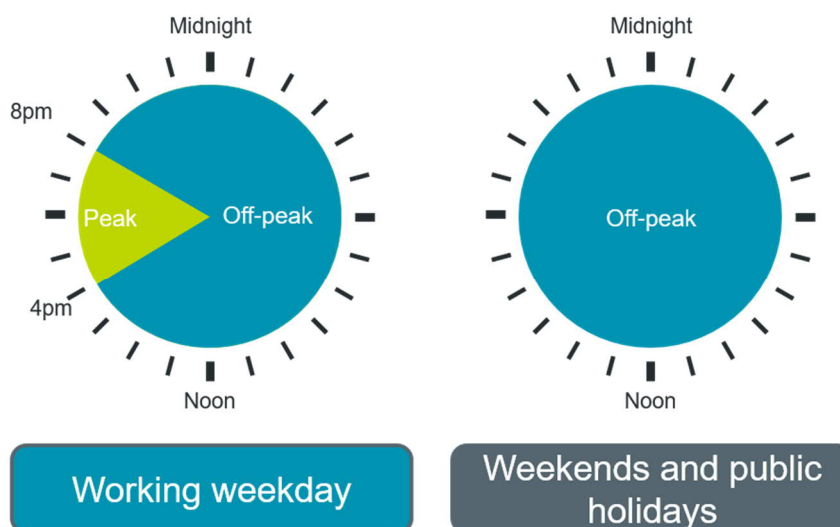 Midnight
8pm
Peak
Off-peak
4pm
Noon
Working weekday
Midnight
Off-peak
Noon
Weekends and public
holidays